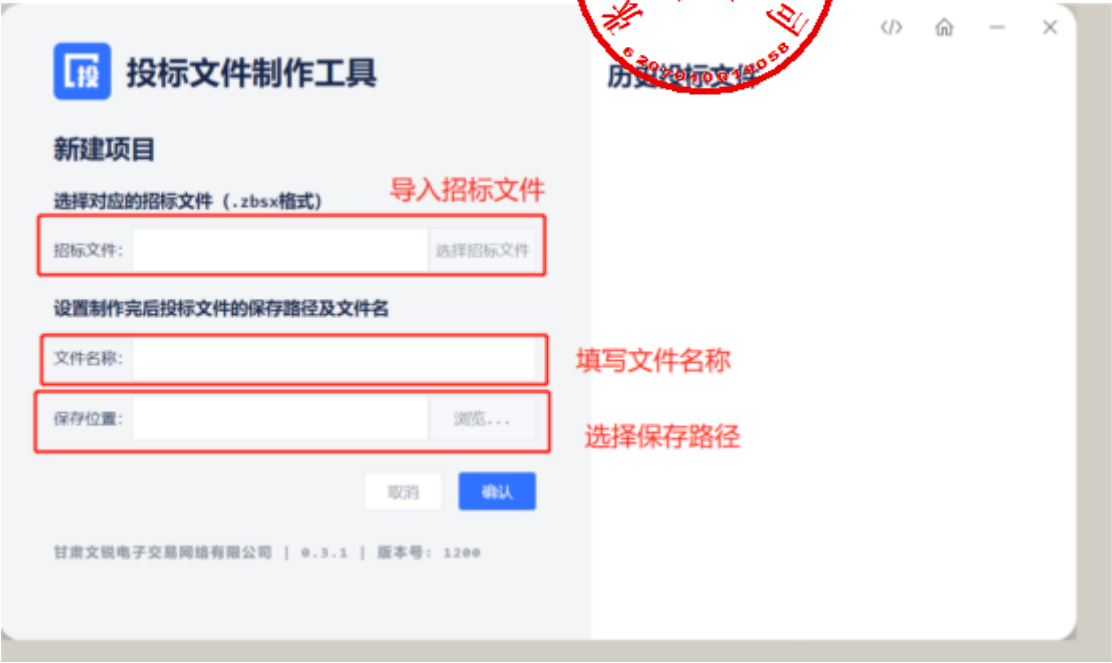 张 司
6207010019058
</>
投
投标文件制作工具
历史投标文件
新建项目
选择对应的招标文件（.zbsx格式）
导入招标文件
招标文件：
选择招标文件
设置制作完后投标文件的保存路径及文件名
文件名称：
填写文件名称
保存位置：
浏览...
选择保存路径
取消
确认
甘肃文锐电子交易网络有限公司 | 0.3.1 | 版本号：1200